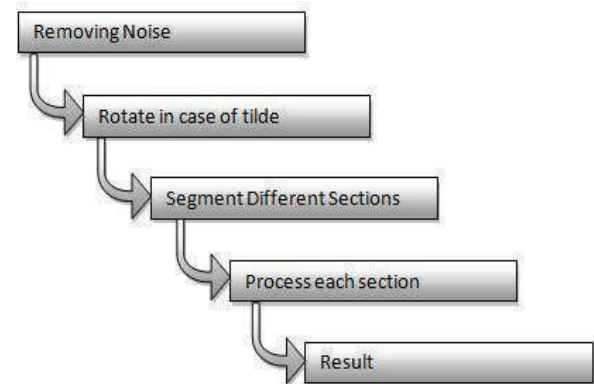 Removing Noise
Rotate in case of tilde
Segment Different Sections
Process each section
Result